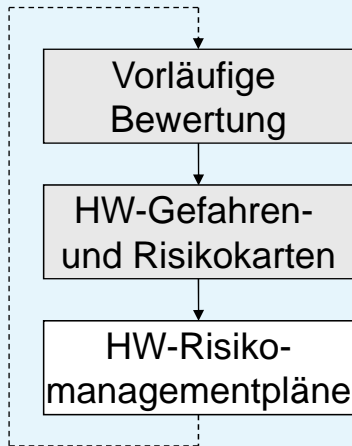 Vorläufige
Bewertung
HW-Gefahren-
und Risikokarten
HW-Risiko-
managementpläne